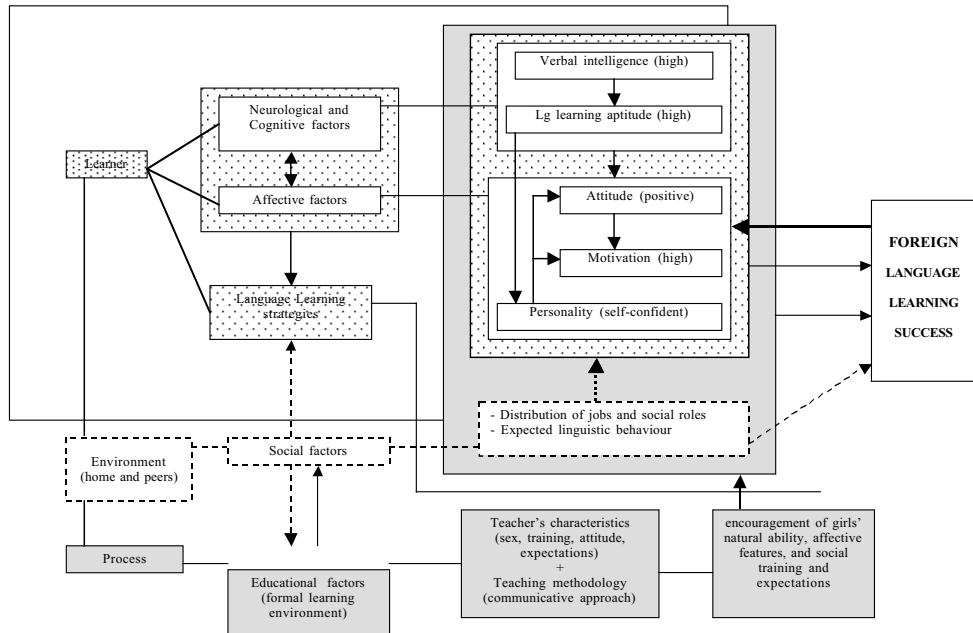 Verbal intelligence (high)
Neurological and
Cognitive factors
Lg learning aptitude (high)
Learner
Affective factors
Attitude (positive)
Motivation (high)
Language Learning
strategies
Personality (self-confident)
FOREIGN
LANGUAGE
LEARNING
SUCCESS
- Distribution of jobs and social roles
- Expected linguistic behaviour
Environment
(home and peers)
Social factors
Process
Educational factors
(formal learning
environment)
Teacher's characteristics
(sex, training, attitude,
expectations)
+
Teaching methodology
(communicative approach)
encouragement of girls'
natural ability, affective
features, and social
training and
expectations